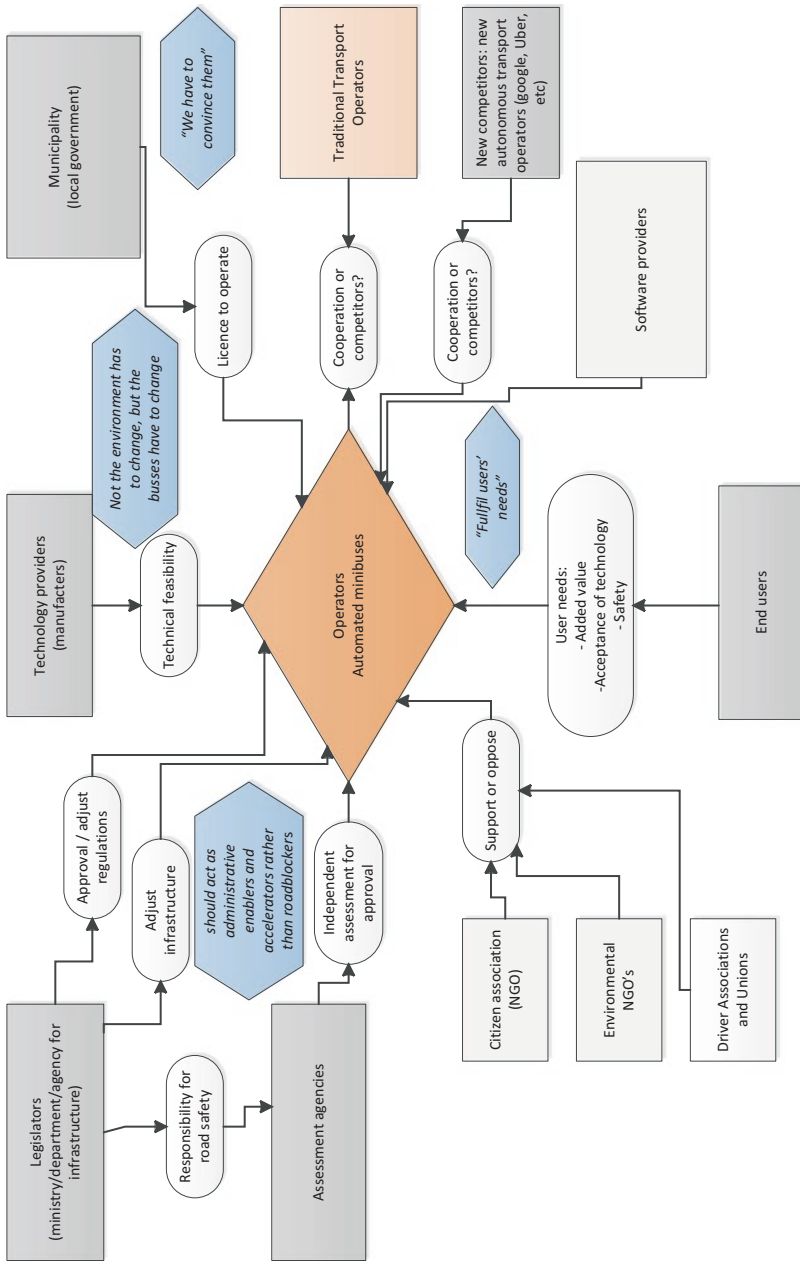 Legislators
(ministry/department/agency for
infrastructure)
Technology providers
(manufacters)
Municipality
(local government)
Approval / adjust
regulations
Not the environment has
to change, but the
busses have to change
"We have to
convince them"
Adjust
infrastructure
Technical feasibility
Responsibility for
road safety
Licence to operate
should act as
administrative
enablers and
accelerators rather
than roadblockers
Assessment agencies
Independent
assessment for
approval
Operators
Automated minibuses
Cooperation or
competitors?
Traditional Transport
Operators
Citizen association
(NGO)
Support or oppose
"Fullfil users'
needs"
Cooperation or
competitors?
New competitors: new
autonomous transport
operators (google, Uber,
etc)
Environmental
NGO's
User needs:
- Added value
-Acceptance of technology
- Safety
Software providers
Driver Associations
and Unions
End users